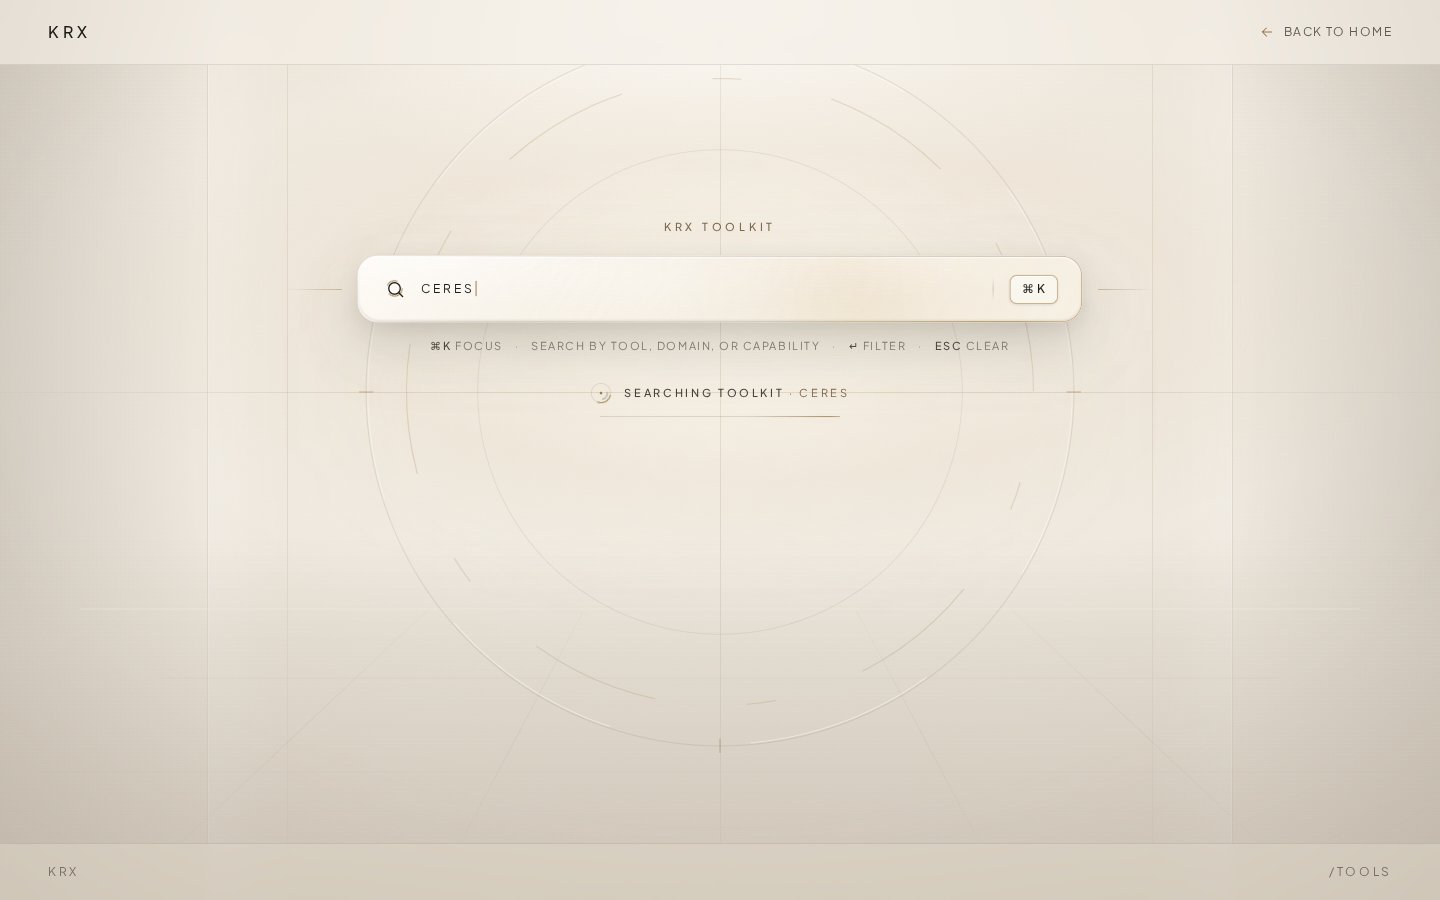 KRX
← BACK TO HOME
KRX TOOLKIT
CERES
⌘ K
⌘K FOCUS · SEARCH BY TOOL, DOMAIN, OR CAPABILITY · ↵ FILTER · ESC CLEAR
SEARCHING TOOLKIT · CERES
KRX
/TOOLS